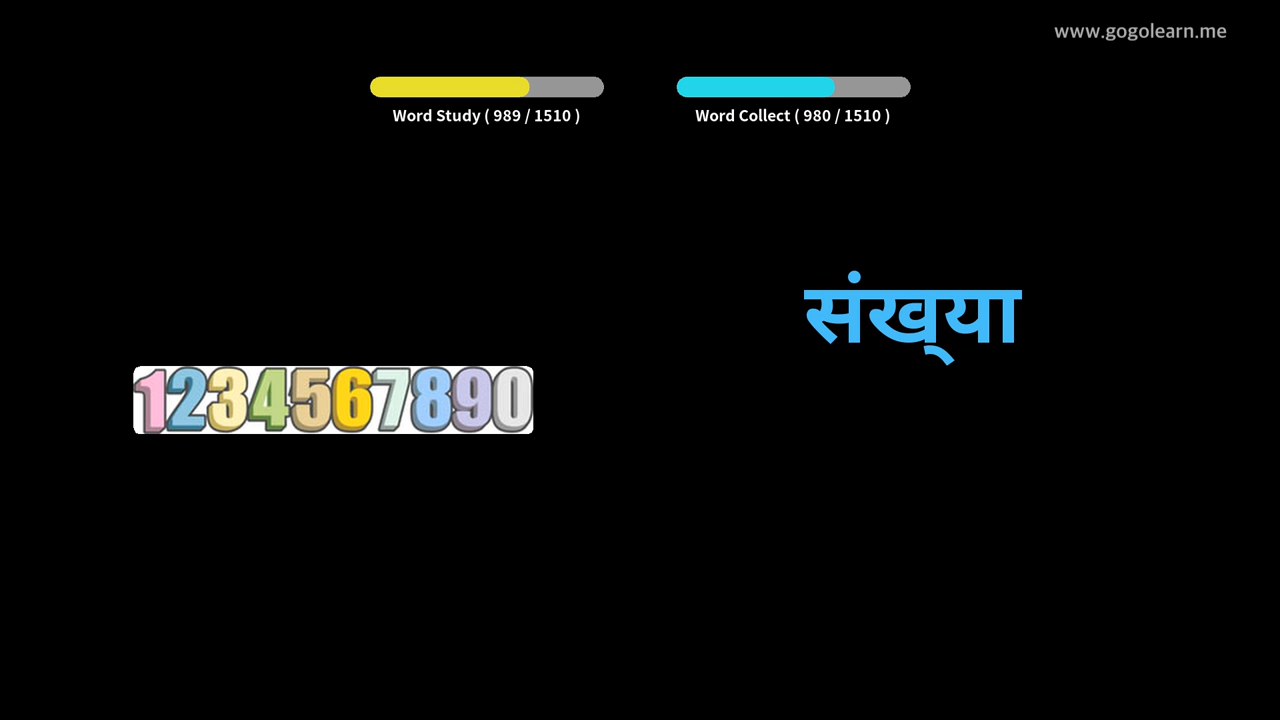 www.gogolearn.me
Word Study ( 989 / 1510 )
Word Collect ( 980 / 1510 )
संख्‍या
1234567890